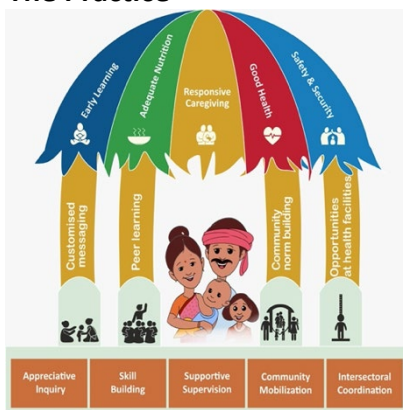 The Practice
Early Learning
Adequate Nutrition
Responsive
Caregiving
Good Health
Safety & Security
Customised
messaging
Peer learning
Community
norm building
Opportunities
at health facilities
Appreciative
Inquiry
Skill
Building
Supportive
Supervision
Community
Mobilization
Intersectoral
Coordination